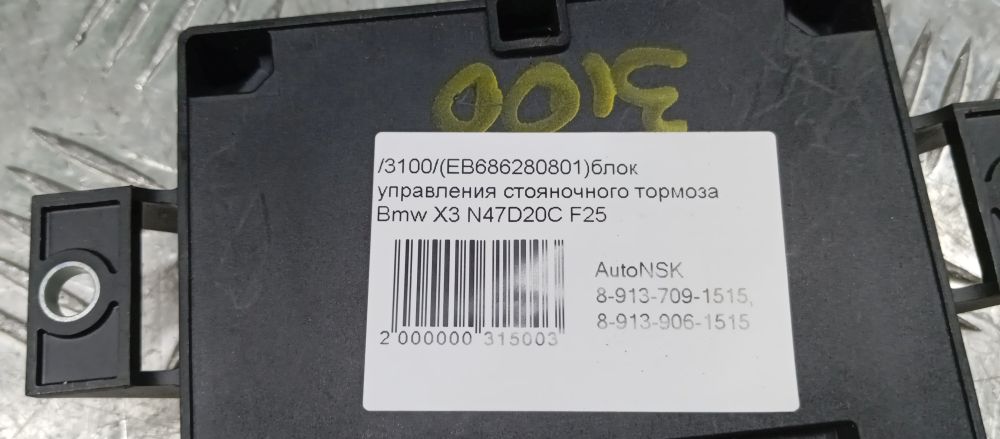 3100
/3100/(EB686280801)блок
управления стояночного тормоза
Bmw X3 N47D20C F25
AutoNSK
8-913-709-1515,
8-913-906-1515
2 000000 315003